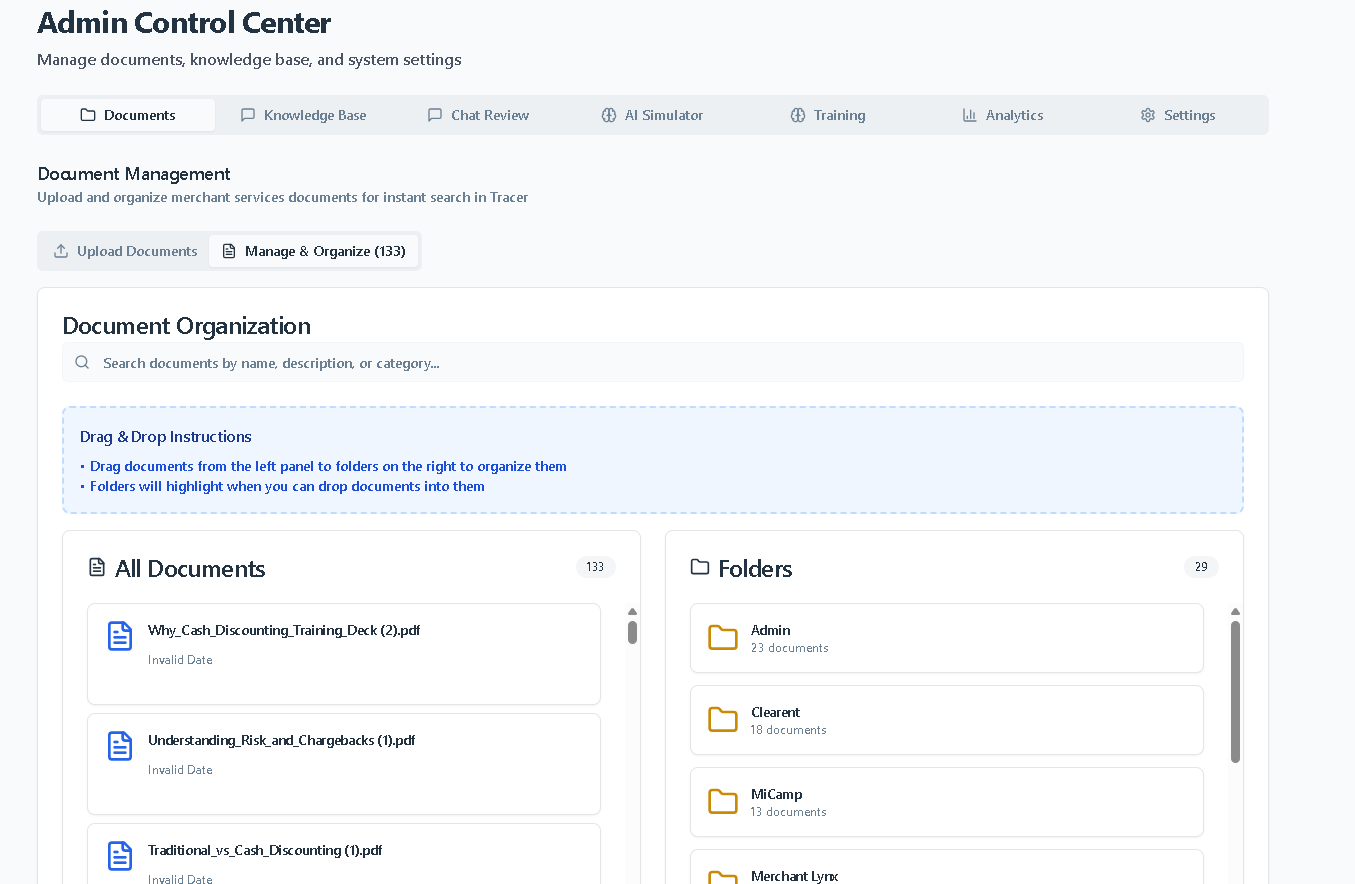 Admin Control Center
Manage documents, knowledge base, and system settings
Documents Knowledge Base Chat Review AI Simulator Training Analytics Settings
Document Management
Upload and organize merchant services documents for instant search in Tracer
Upload Documents Manage & Organize (133)
Document Organization
Search documents by name, description, or category...
Drag & Drop Instructions
• Drag documents from the left panel to folders on the right to organize them
• Folders will highlight when you can drop documents into them
All Documents 133
Why_Cash_Discounting_Training_Deck (2).pdf
Invalid Date
Understanding_Risk_and_Chargebacks (1).pdf
Invalid Date
Traditional_vs_Cash_Discounting (1).pdf
Invalid Date
Folders 29
Admin
23 documents
Clearent
18 documents
MiCamp
13 documents
Merchant Lynx